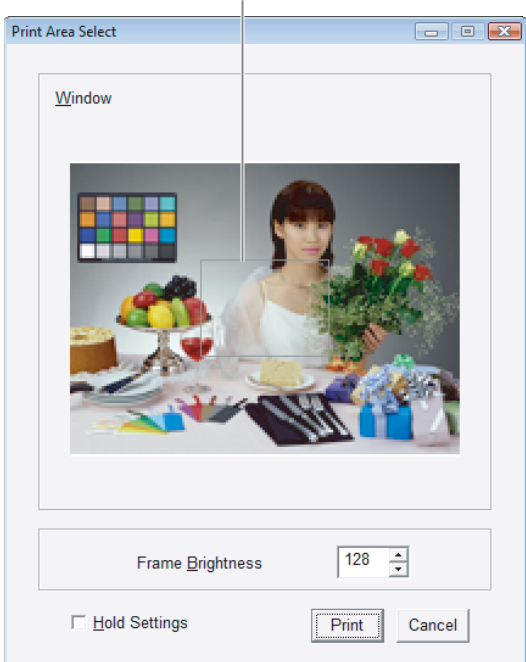 Print Area Select
Window
Frame Brightness
128
Hold Settings
Print
Cancel